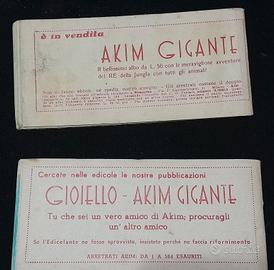 è in vendita
AKIM GIGANTE
Il bellissimo albo da L. 50 con le meravigliose avventure
del RE della Jungla con tutti gli animali!
Cercate nelle edicole le nostre pubblicazioni
GIOIELLO - AKIM GIGANTE
Tu che sei un vero amico di Akim, procuragli
un' altro amico
Se l'Edicolante ne fosse sprovvisto, insistete perchè ne faccia rifornimento
ARRETRATI AKIM: DA 1 A 364 ESAURITI
subito